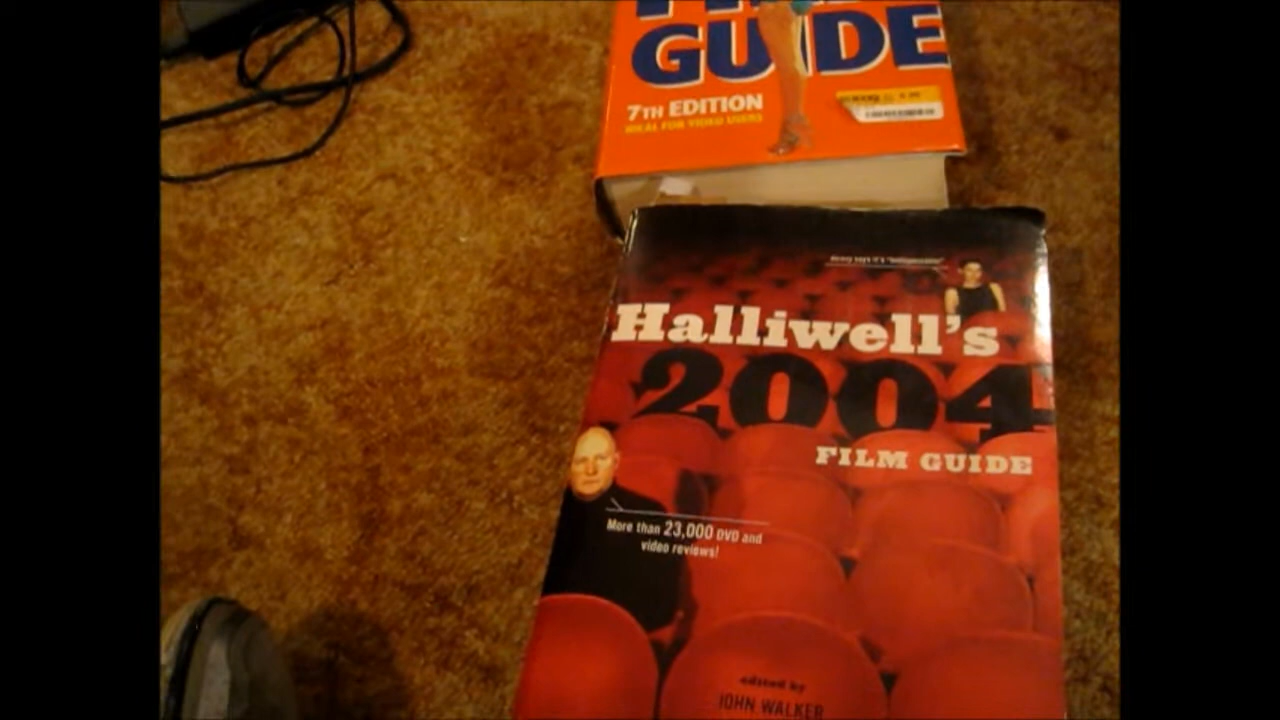 GUIDE
7TH EDITION
IDEAL FOR VIDEO USERS
Halliwell's
2004
FILM GUIDE
More than 23,000 DVD and
video reviews!
edited by
JOHN WALKER